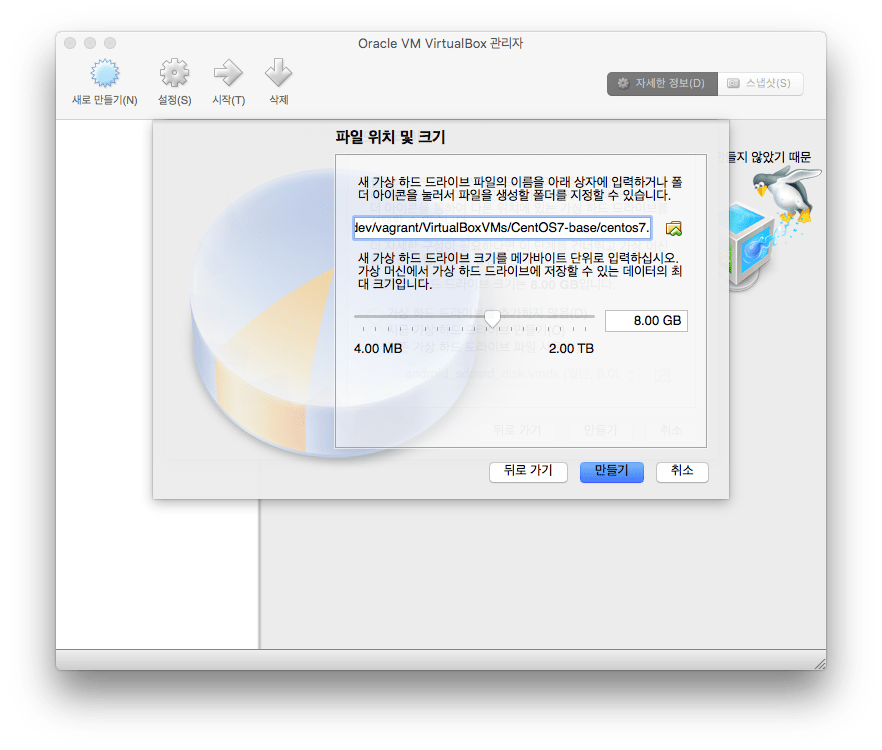 Oracle VM VirtualBox 관리자
새로 만들기(N)
설정(S)
시작(T)
삭제
자세한 정보(D)
스냅샷(S)
들지 않았기 때문
파일 위치 및 크기
새 가상 하드 드라이브 파일의 이름을 아래 상자에 입력하거나 폴
더 아이콘을 눌러서 파일을 생성할 폴더를 지정할 수 있습니다.
dev/vagrant/VirtualBoxVMs/CentOS7-base/centos7.
새 가상 하드 드라이브 크기를 메가바이트 단위로 입력하십시오.
가상 머신에서 가상 하드 드라이브에 저장할 수 있는 데이터의 최
대 크기입니다.
8.00 GB
4.00 MB
2.00 TB
뒤로 가기
만들기
취소
뒤로 가기
만들기
취소